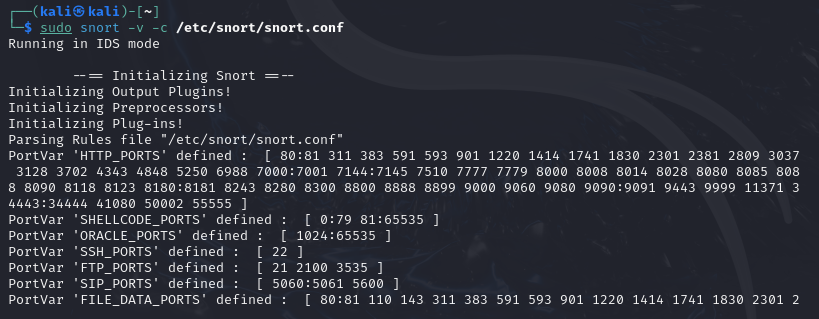 ┌──(kali㉿kali)-[~]
└─$ sudo snort -v -c /etc/snort/snort.conf
Running in IDS mode
--== Initializing Snort ==--
Initializing Output Plugins!
Initializing Preprocessors!
Initializing Plug-ins!
Parsing Rules file "/etc/snort/snort.conf"
PortVar 'HTTP_PORTS' defined :  [ 80:81 311 383 591 593 901 1220 1414 1741 1830 2301 2381 2809 3037
 3128 3702 4343 4848 5250 6988 7000:7001 7144:7145 7510 7777 7779 8000 8008 8014 8028 8080 8085 808
8 8090 8118 8123 8180:8181 8243 8280 8300 8800 8888 8899 9000 9060 9080 9090:9091 9443 9999 11371 3
4443:34444 41080 50002 55555 ]
PortVar 'SHELLCODE_PORTS' defined :  [ 0:79 81:65535 ]
PortVar 'ORACLE_PORTS' defined :  [ 1024:65535 ]
PortVar 'SSH_PORTS' defined :  [ 22 ]
PortVar 'FTP_PORTS' defined :  [ 21 2100 3535 ]
PortVar 'SIP_PORTS' defined :  [ 5060:5061 5600 ]
PortVar 'FILE_DATA_PORTS' defined :  [ 80:81 110 143 311 383 591 593 901 1220 1414 1741 1830 2301 2